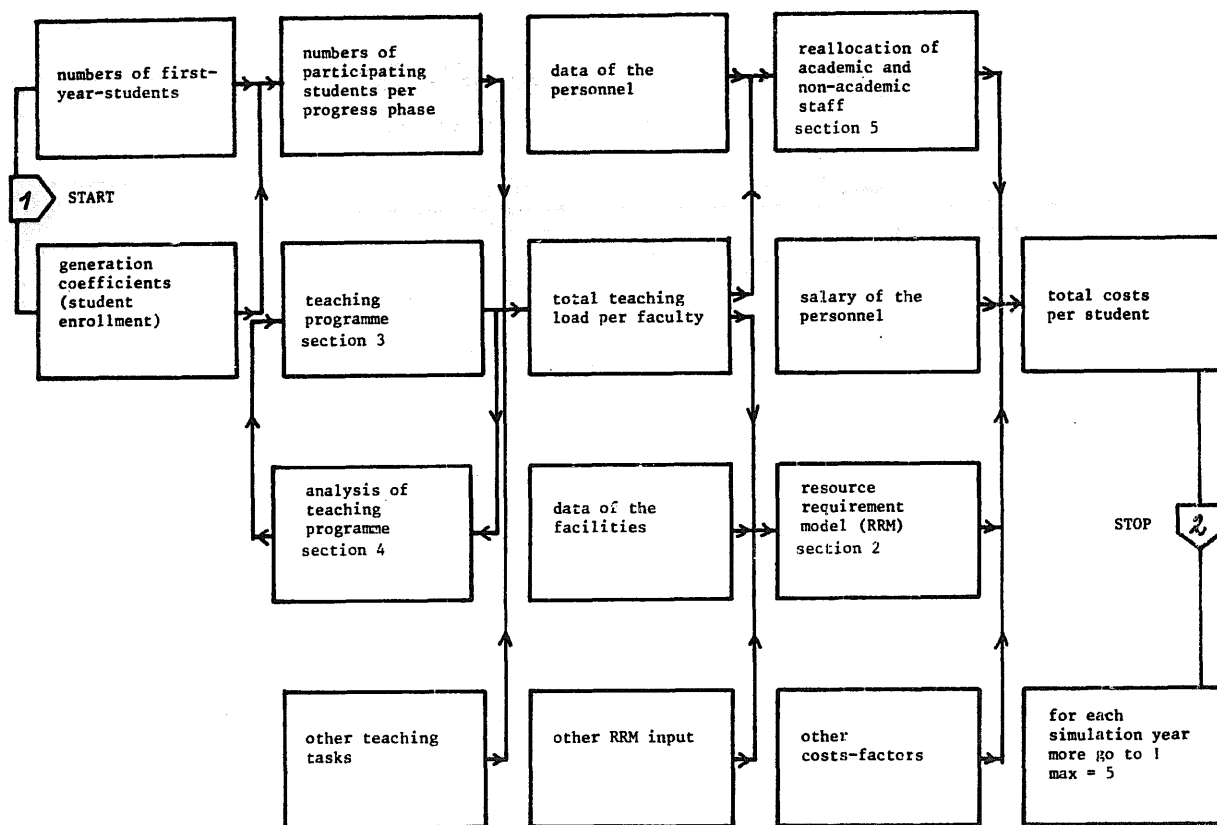 numbers of first-
year-students
numbers of
participating
students per
progress phase
data of the
personnel
reallocation of
academic and
non-academic
staff
section 5
1
START
generation
coefficients
(student
enrollment)
teaching
programme
section 3
total teaching
load per faculty
salary of the
personnel
total costs
per student
analysis of
teaching
programme
section 4
data of the
facilities
resource
requirement
model (RRM)
section 2
STOP
2
other teaching
tasks
other RRM input
other
costs-factors
for each
simulation year
more go to 1
max = 5